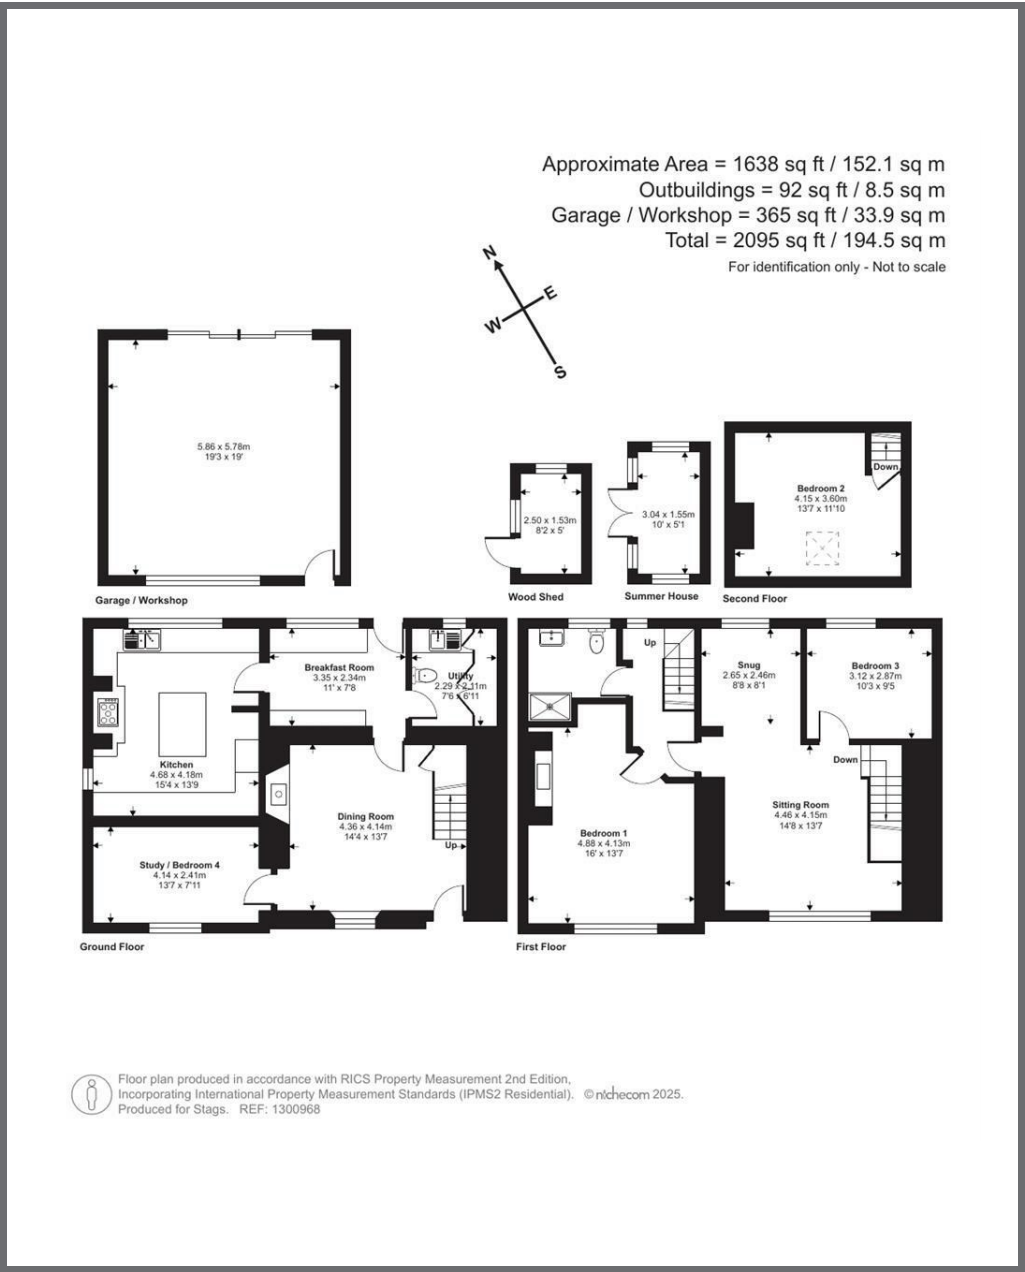 Approximate Area = 1638 sq ft / 152.1 sq m
Outbuildings = 92 sq ft / 8.5 sq m
Garage / Workshop = 365 sq ft / 33.9 sq m
Total = 2095 sq ft / 194.5 sq m
For identification only - Not to scale
N
E
W
S
5.86 x 5.78m
19'3 x 19'
Garage / Workshop
2.50 x 1.53m
8'2 x 5'
Wood Shed
3.04 x 1.55m
10' x 5'1
Summer House
Down
Bedroom 2
4.15 x 3.60m
13'7 x 11'10
Second Floor
Breakfast Room
3.35 x 2.34m
11' x 7'8
Utility
2.29 x 2.11m
7'6 x 6'11
Kitchen
4.68 x 4.18m
15'4 x 13'9
Dining Room
4.36 x 4.14m
14'4 x 13'7
Up
Study / Bedroom 4
4.14 x 2.41m
13'7 x 7'11
Ground Floor
Up
Snug
2.65 x 2.46m
8'8 x 8'1
Bedroom 3
3.12 x 2.87m
10'3 x 9'5
Down
Sitting Room
4.46 x 4.15m
14'8 x 13'7
Bedroom 1
4.88 x 4.13m
16' x 13'7
First Floor
Floor plan produced in accordance with RICS Property Measurement 2nd Edition,
Incorporating International Property Measurement Standards (IPMS2 Residential). © nichecom 2025.
Produced for Stags. REF: 1300968